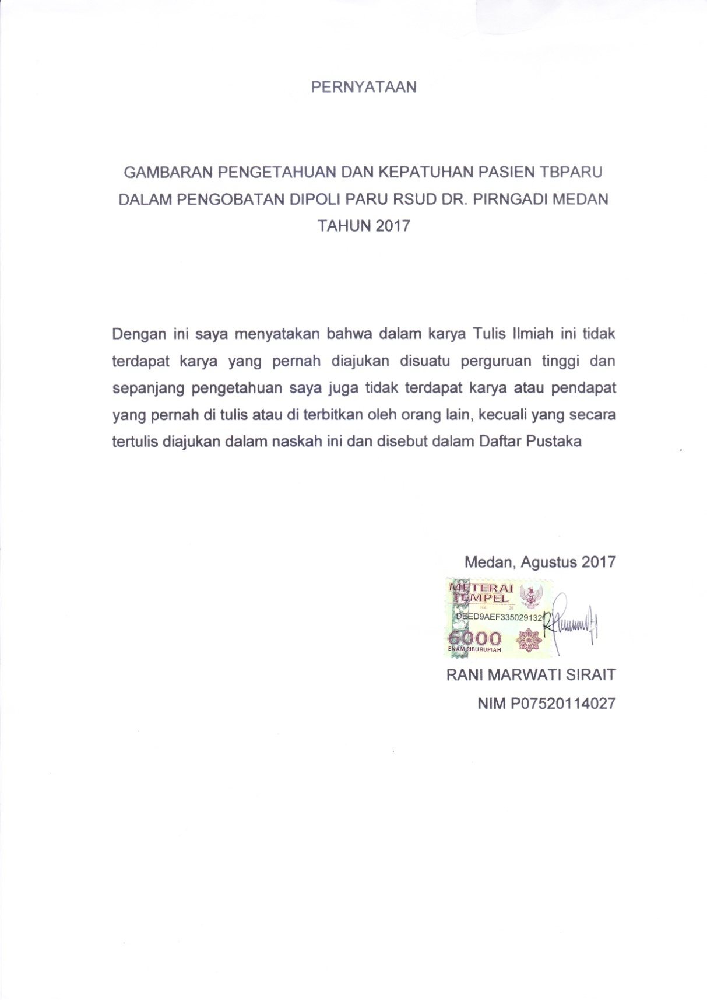 PERNYATAAN
GAMBARAN PENGETAHUAN DAN KEPATUHAN PASIEN TBPARU
DALAM PENGOBATAN DIPOLI PARU RSUD DR. PIRNGADI MEDAN
TAHUN 2017
Dengan ini saya menyatakan bahwa dalam karya Tulis Ilmiah ini tidak
terdapat karya yang pernah diajukan disuatu perguruan tinggi dan
sepanjang pengetahuan saya juga tidak terdapat karya atau pendapat
yang pernah di tulis atau di terbitkan oleh orang lain, kecuali yang secara
tertulis diajukan dalam naskah ini dan disebut dalam Daftar Pustaka
Medan, Agustus 2017
METERAI
TEMPEL
TGL 20
DEED9AEF335029132
6000
ENAM RIBU RUPIAH
RANI MARWATI SIRAIT
NIM P07520114027